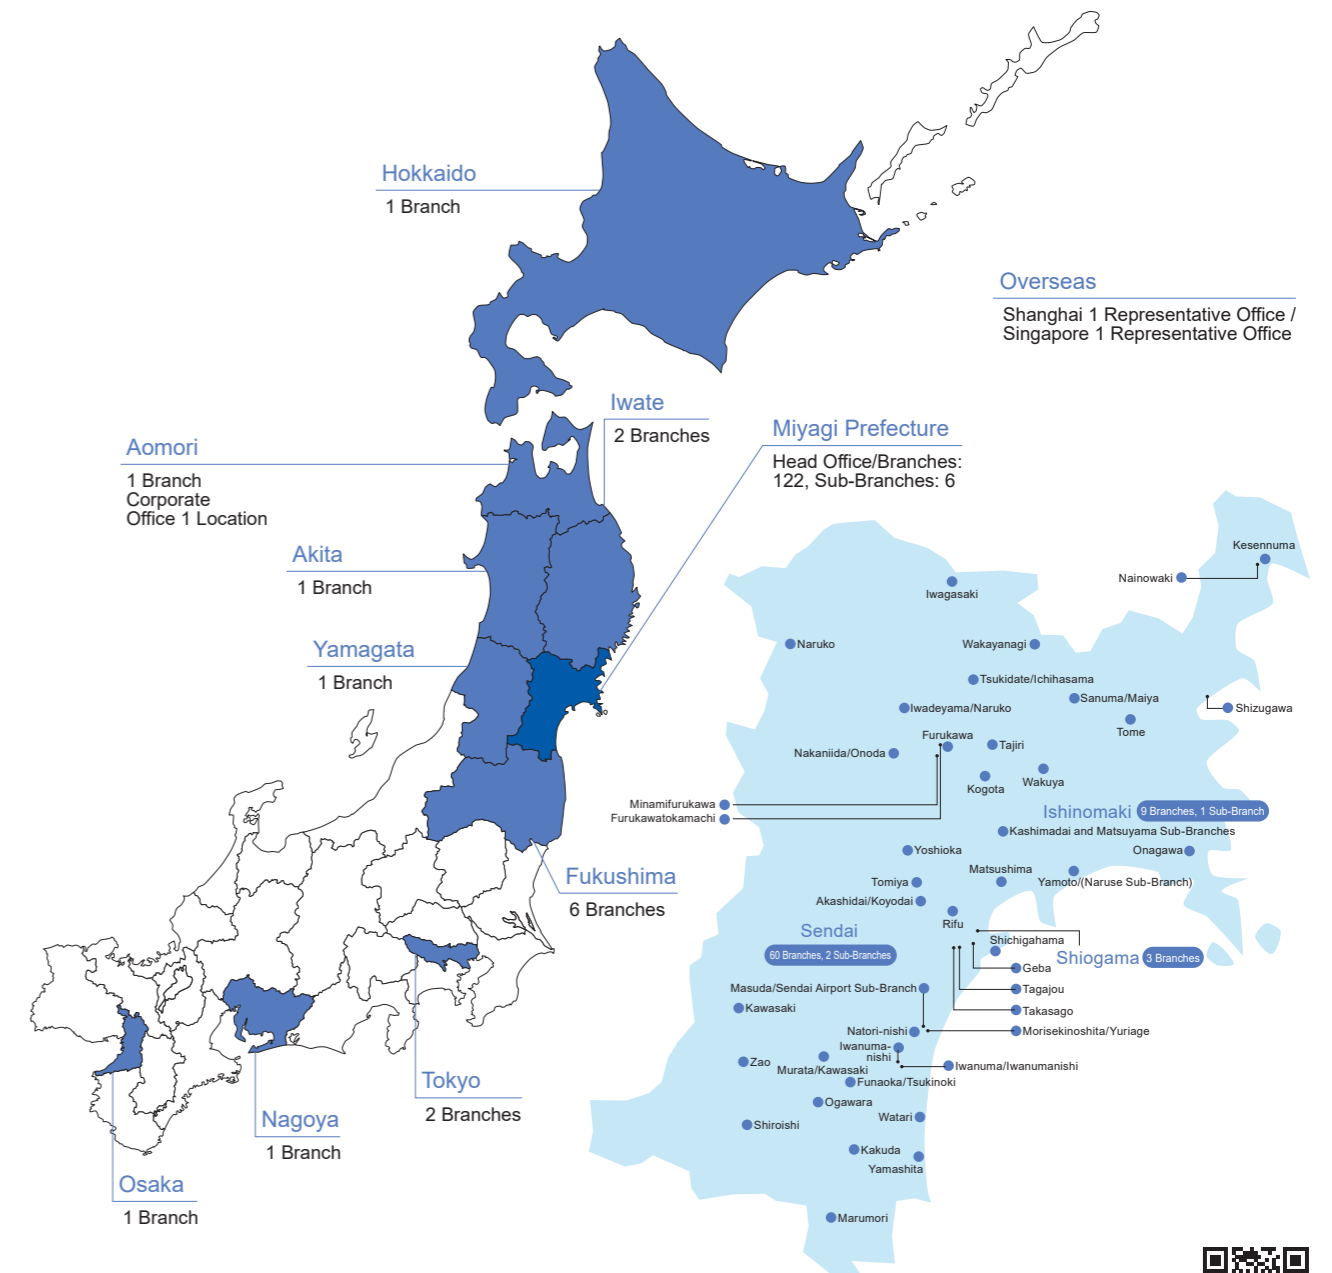 Hokkaido
1 Branch
Overseas
Shanghai 1 Representative Office /
Singapore 1 Representative Office
Iwate
2 Branches
Miyagi Prefecture
Head Office/Branches:
122, Sub-Branches: 6
Aomori
1 Branch
Corporate
Office 1 Location
Akita
1 Branch
Yamagata
1 Branch
Fukushima
6 Branches
Tokyo
2 Branches
Nagoya
1 Branch
Osaka
1 Branch
Kesennuma
Nainowaki
Iwagasaki
Naruko
Wakayanagi
Tsukidate/Ichihasama
Sanuma/Maiya
Iwadeyama/Naruko
Shizugawa
Tome
Furukawa
Tajiri
Nakaniida/Onoda
Wakuya
Kogota
Minamifurukawa
Furukawatokamachi
Ishinomaki
9 Branches, 1 Sub-Branch
Kashimadai and Matsuyama Sub-Branches
Yoshioka
Onagawa
Matsushima
Tomiya
Yamoto/(Naruse Sub-Branch)
Akashidai/Koyodai
Rifu
Sendai
60 Branches, 2 Sub-Branches
Shichigahama
Shiogama
3 Branches
Geba
Masuda/Sendai Airport Sub-Branch
Tagajou
Kawasaki
Takasago
Natori-nishi
Morisekinoshita/Yuriage
Iwanuma-
nishi
Zao
Murata/Kawasaki
Iwanuma/Iwanumanishi
Funaoka/Tsukinoki
Ogawara
Watari
Shiroishi
Kakuda
Yamashita
Marumori